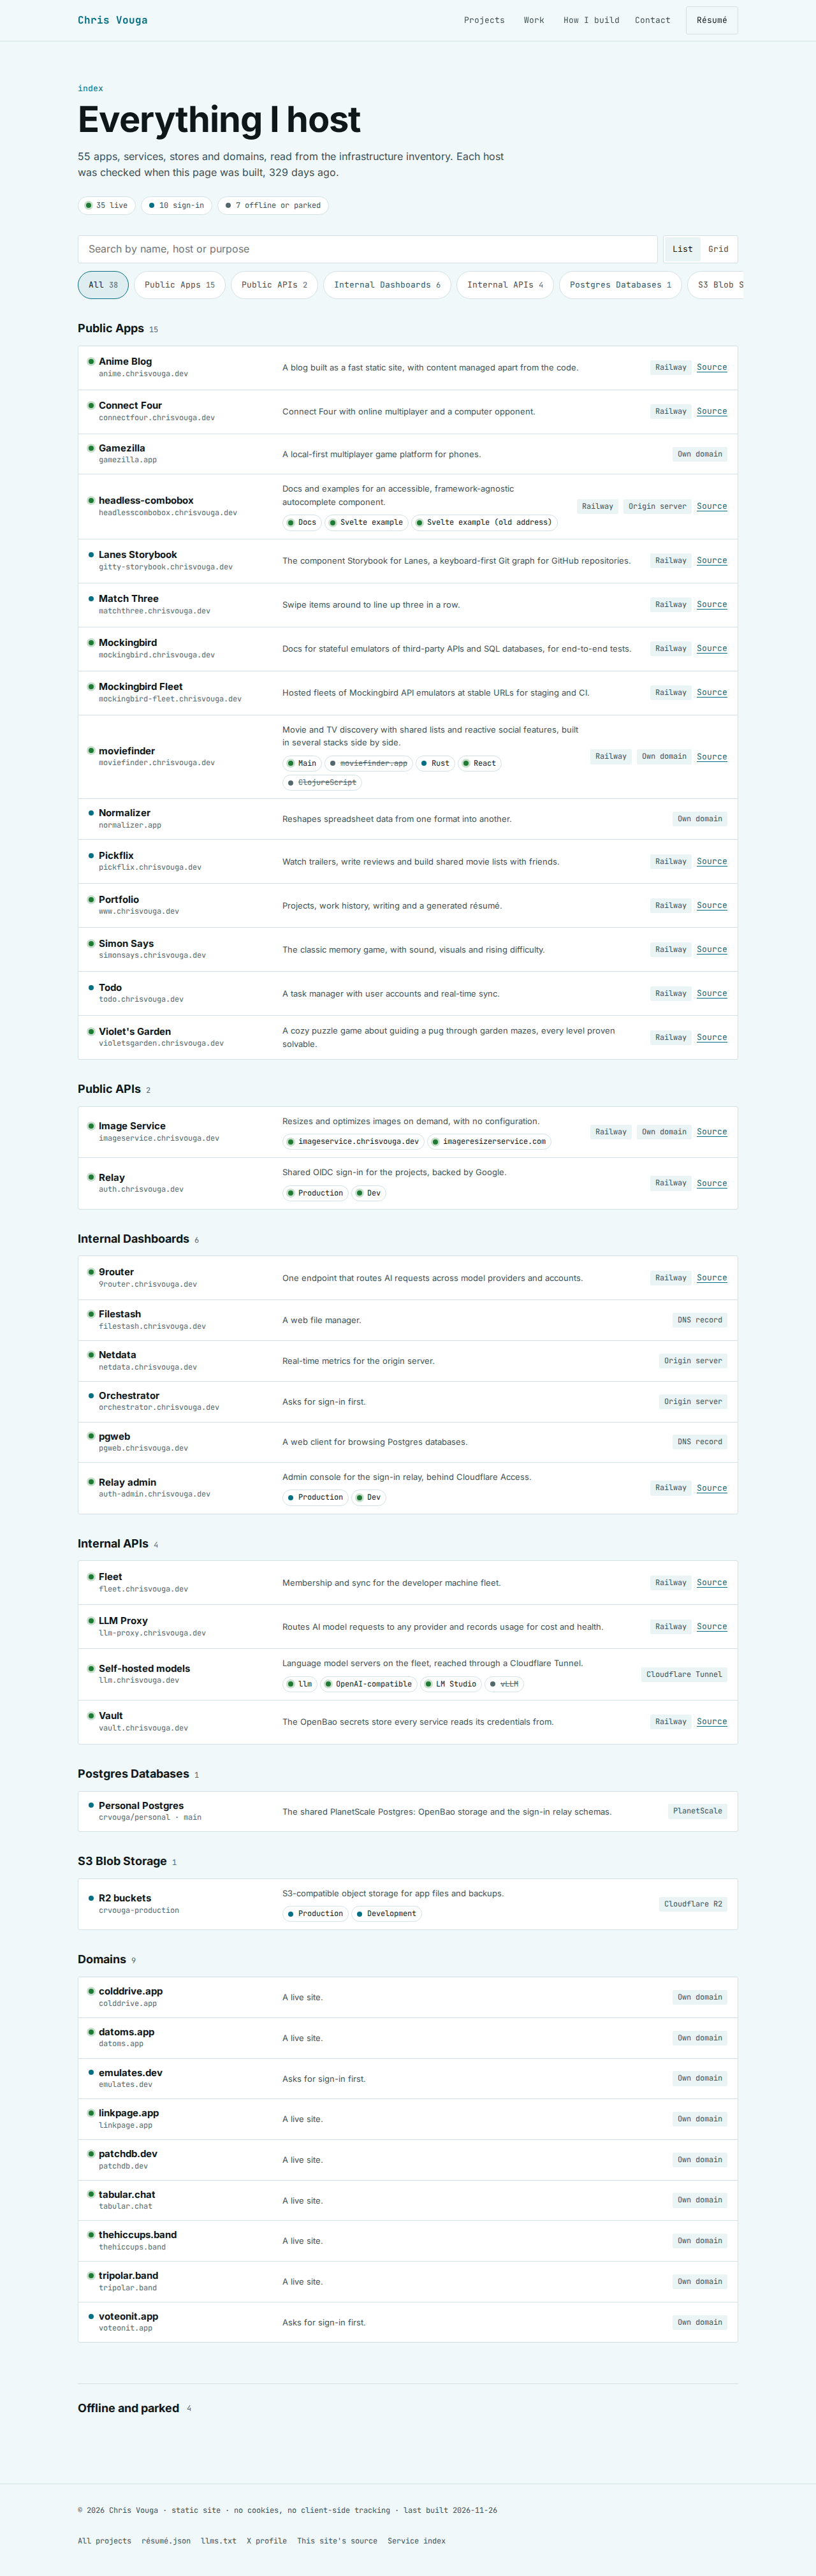 Chris Vouga
Projects Work How I build Contact Résumé
index
Everything I host
55 apps, services, stores and domains, read from the infrastructure inventory. Each host
was checked when this page was built, 329 days ago.
35 live 10 sign-in 7 offline or parked
Search by name, host or purpose
List Grid
All 38 Public Apps 15 Public APIs 2 Internal Dashboards 6 Internal APIs 4 Postgres Databases 1 S3 Blob S
Public Apps 15
Anime Blog
anime.chrisvouga.dev
A blog built as a fast static site, with content managed apart from the code.
Railway Source
Connect Four
connectfour.chrisvouga.dev
Connect Four with online multiplayer and a computer opponent.
Railway Source
Gamezilla
gamezilla.app
A local-first multiplayer game platform for phones.
Own domain
headless-combobox
headlesscombobox.chrisvouga.dev
Docs and examples for an accessible, framework-agnostic
autocomplete component.
Docs Svelte example Svelte example (old address)
Railway Origin server Source
Lanes Storybook
gitty-storybook.chrisvouga.dev
The component Storybook for Lanes, a keyboard-first Git graph for GitHub repositories.
Railway Source
Match Three
matchthree.chrisvouga.dev
Swipe items around to line up three in a row.
Railway Source
Mockingbird
mockingbird.chrisvouga.dev
Docs for stateful emulators of third-party APIs and SQL databases, for end-to-end tests.
Railway Source
Mockingbird Fleet
mockingbird-fleet.chrisvouga.dev
Hosted fleets of Mockingbird API emulators at stable URLs for staging and CI.
Railway Source
moviefinder
moviefinder.chrisvouga.dev
Movie and TV discovery with shared lists and reactive social features, built
in several stacks side by side.
Main moviefinder.app Rust React
ClojureScript
Railway Own domain Source
Normalizer
normalizer.app
Reshapes spreadsheet data from one format into another.
Own domain
Pickflix
pickflix.chrisvouga.dev
Watch trailers, write reviews and build shared movie lists with friends.
Railway Source
Portfolio
www.chrisvouga.dev
Projects, work history, writing and a generated résumé.
Railway Source
Simon Says
simonsays.chrisvouga.dev
The classic memory game, with sound, visuals and rising difficulty.
Railway Source
Todo
todo.chrisvouga.dev
A task manager with user accounts and real-time sync.
Railway Source
Violet's Garden
violetsgarden.chrisvouga.dev
A cozy puzzle game about guiding a pug through garden mazes, every level proven
solvable.
Railway Source
Public APIs 2
Image Service
imageservice.chrisvouga.dev
Resizes and optimizes images on demand, with no configuration.
imageservice.chrisvouga.dev imageresizerservice.com
Railway Own domain Source
Relay
auth.chrisvouga.dev
Shared OIDC sign-in for the projects, backed by Google.
Production Dev
Railway Source
Internal Dashboards 6
9router
9router.chrisvouga.dev
One endpoint that routes AI requests across model providers and accounts.
Railway Source
Filestash
filestash.chrisvouga.dev
A web file manager.
DNS record
Netdata
netdata.chrisvouga.dev
Real-time metrics for the origin server.
Origin server
Orchestrator
orchestrator.chrisvouga.dev
Asks for sign-in first.
Origin server
pgweb
pgweb.chrisvouga.dev
A web client for browsing Postgres databases.
DNS record
Relay admin
auth-admin.chrisvouga.dev
Admin console for the sign-in relay, behind Cloudflare Access.
Production Dev
Railway Source
Internal APIs 4
Fleet
fleet.chrisvouga.dev
Membership and sync for the developer machine fleet.
Railway Source
LLM Proxy
llm-proxy.chrisvouga.dev
Routes AI model requests to any provider and records usage for cost and health.
Railway Source
Self-hosted models
llm.chrisvouga.dev
Language model servers on the fleet, reached through a Cloudflare Tunnel.
llm OpenAI-compatible LM Studio vLLM
Cloudflare Tunnel
Vault
vault.chrisvouga.dev
The OpenBao secrets store every service reads its credentials from.
Railway Source
Postgres Databases 1
Personal Postgres
crvouga/personal · main
The shared PlanetScale Postgres: OpenBao storage and the sign-in relay schemas.
PlanetScale
S3 Blob Storage 1
R2 buckets
crvouga-production
S3-compatible object storage for app files and backups.
Production Development
Cloudflare R2
Domains 9
colddrive.app
colddrive.app
A live site.
Own domain
datoms.app
datoms.app
A live site.
Own domain
emulates.dev
emulates.dev
Asks for sign-in first.
Own domain
linkpage.app
linkpage.app
A live site.
Own domain
patchdb.dev
patchdb.dev
A live site.
Own domain
tabular.chat
tabular.chat
A live site.
Own domain
thehiccups.band
thehiccups.band
A live site.
Own domain
tripolar.band
tripolar.band
A live site.
Own domain
voteonit.app
voteonit.app
Asks for sign-in first.
Own domain
Offline and parked 4
© 2026 Chris Vouga · static site · no cookies, no client-side tracking · last built 2026-11-26
All projects résumé.json llms.txt X profile This site's source Service index